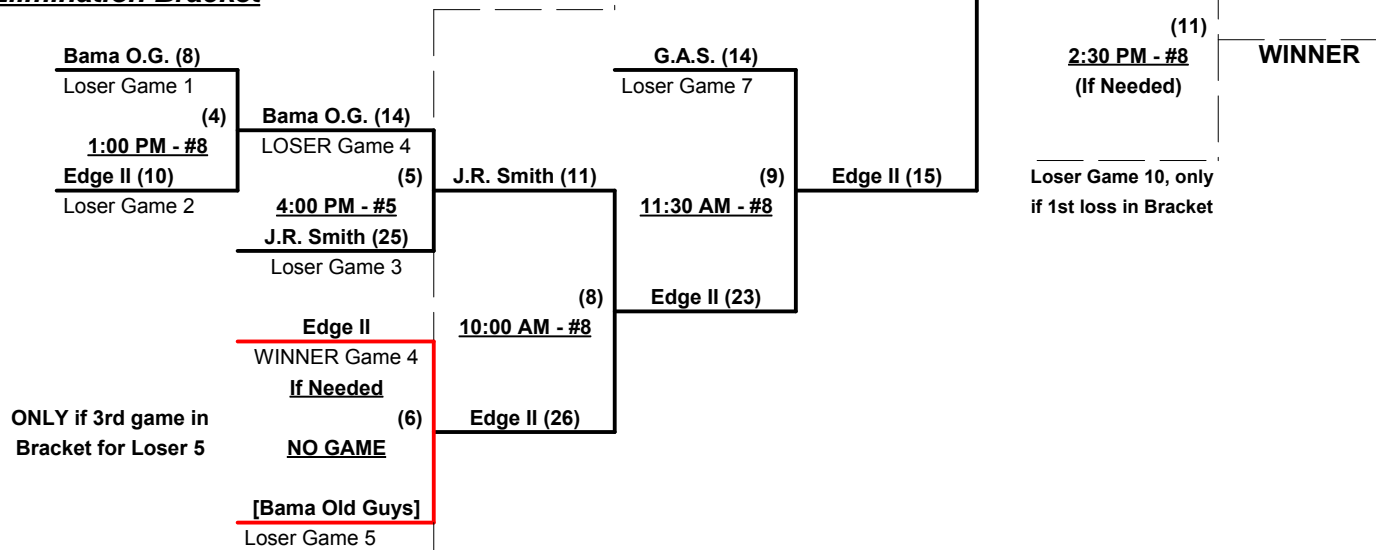 Elimination Bracket
Bama O.G. (8)
Loser Game 1
(4)
1:00 PM - #8
Edge II (10)
Loser Game 2
Bama O.G. (14)
LOSER Game 4
(5)
4:00 PM - #5
J.R. Smith (25)
Loser Game 3
J.R. Smith (11)
Edge II
WINNER Game 4
If Needed
(6)
NO GAME
[Bama Old Guys]
Loser Game 5
ONLY if 3rd game in
Bracket for Loser 5
(8)
10:00 AM - #8
Edge II (26)
G.A.S. (14)
Loser Game 7
(9)
11:30 AM - #8
Edge II (23)
Edge II (15)
(11)
2:30 PM - #8
(If Needed)
WINNER
Loser Game 10, only
if 1st loss in Bracket